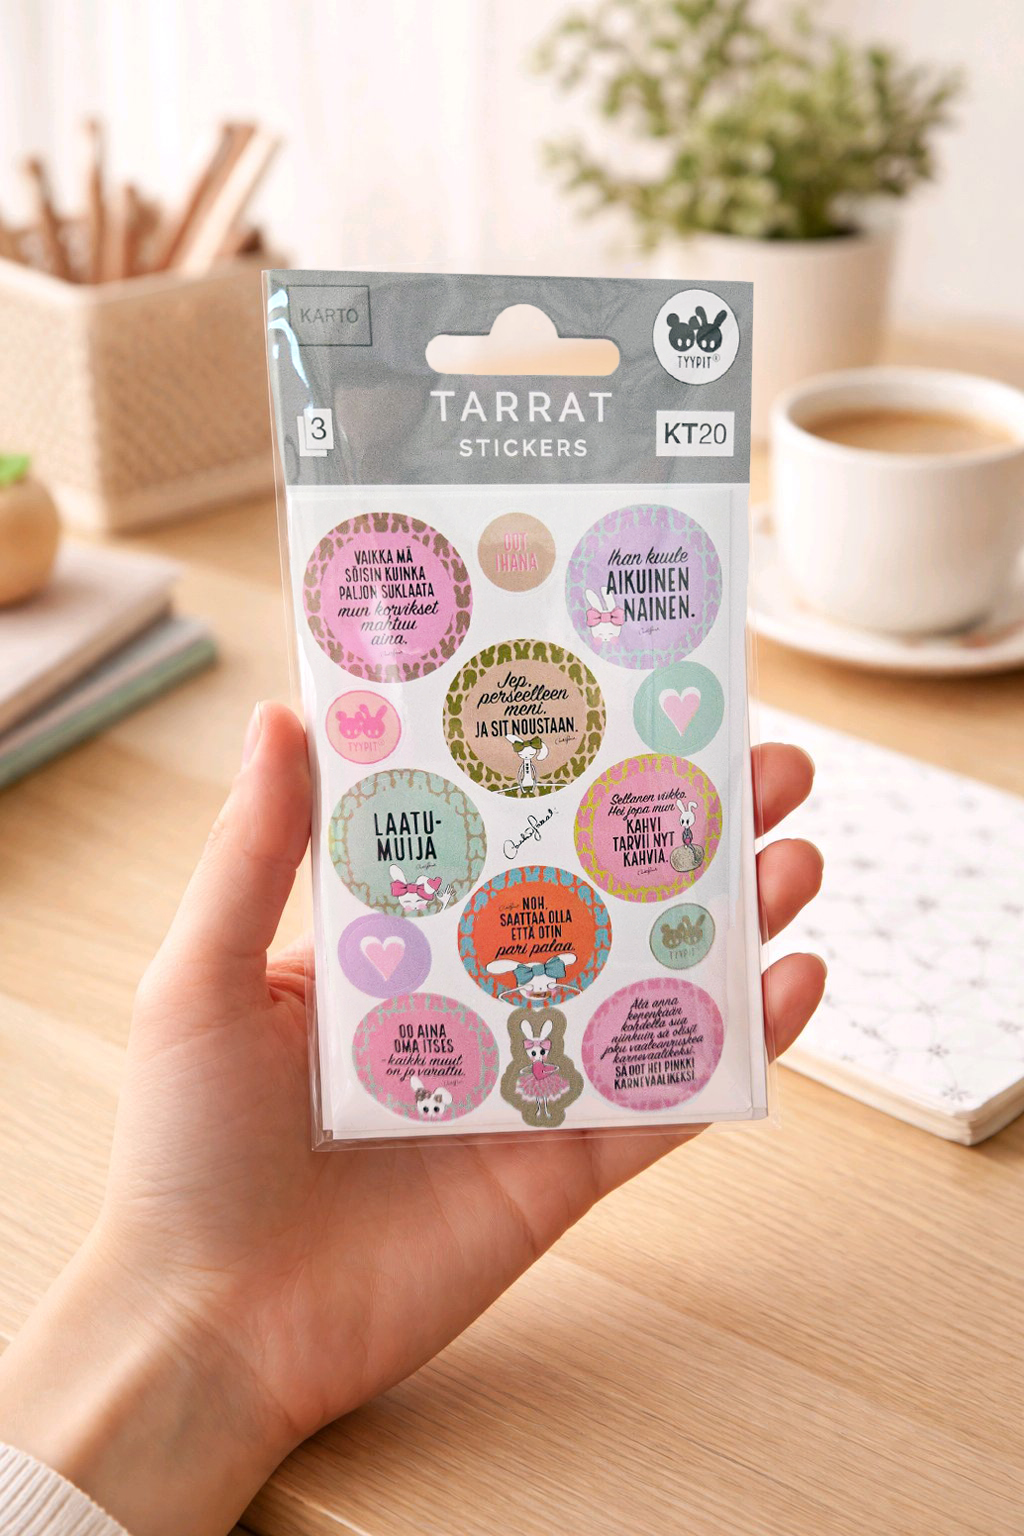 KARTO
TYYPIT®
TARRAT
STICKERS
3
KT20
VAIKKA MÄ
SÖISIN KUINKA
PALJON SUKLAATA
mun korvikset
mahtuu
aina.
OOT
IHANA
Ihan kuule
AIKUINEN
NAINEN.
Jep,
perseelleen
meni.
JA SIT NOUSTAAN.
TYYPIT
LAATU-
MUIJA
Sellanen viikko.
Hei jopa mun
KAHVI
TARVII NYT
KAHVIA.
NOH,
SAATTAA OLLA
ETTÄ OTIN
pari palaa.
TYYPIT
OO AINA
OMA ITSES
kaikki muut
on jo varattu.
Älä anna
kenenkään
kohdella sua
niinkuin sä olisit
joku vaaleanruskea
karnevaalikeksi.
SÄ OOT HEI PINKKI
KARNEVAALIKEKSI.